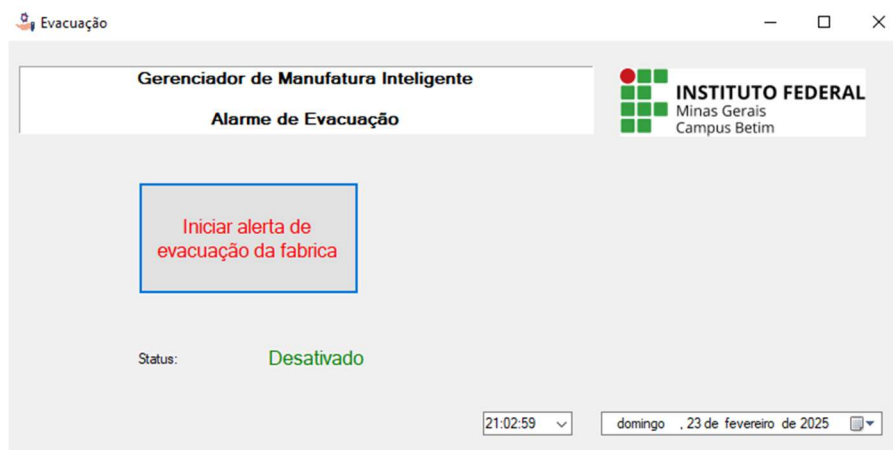 Evacuação
Gerenciador de Manufatura Inteligente
Alarme de Evacuação
INSTITUTO FEDERAL
Minas Gerais
Campus Betim
Iniciar alerta de
evacuação da fabrica
Status: Desativado
21:02:59
domingo , 23 de fevereiro de 2025